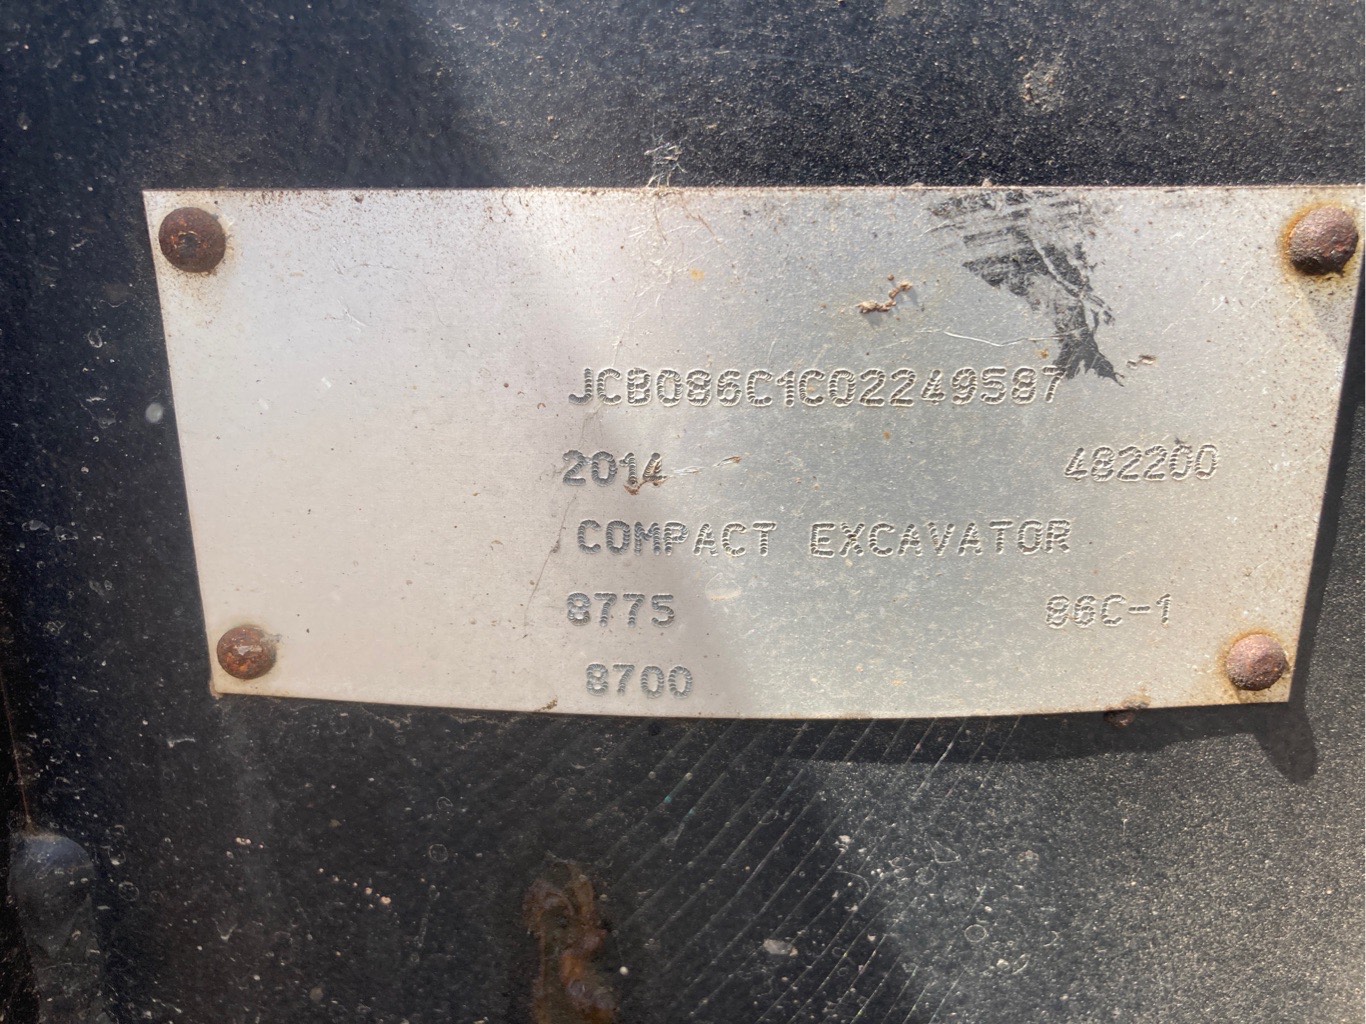 JCB086C1C02249587
2014 482200
COMPACT EXCAVATOR
8775 86C-1
8700